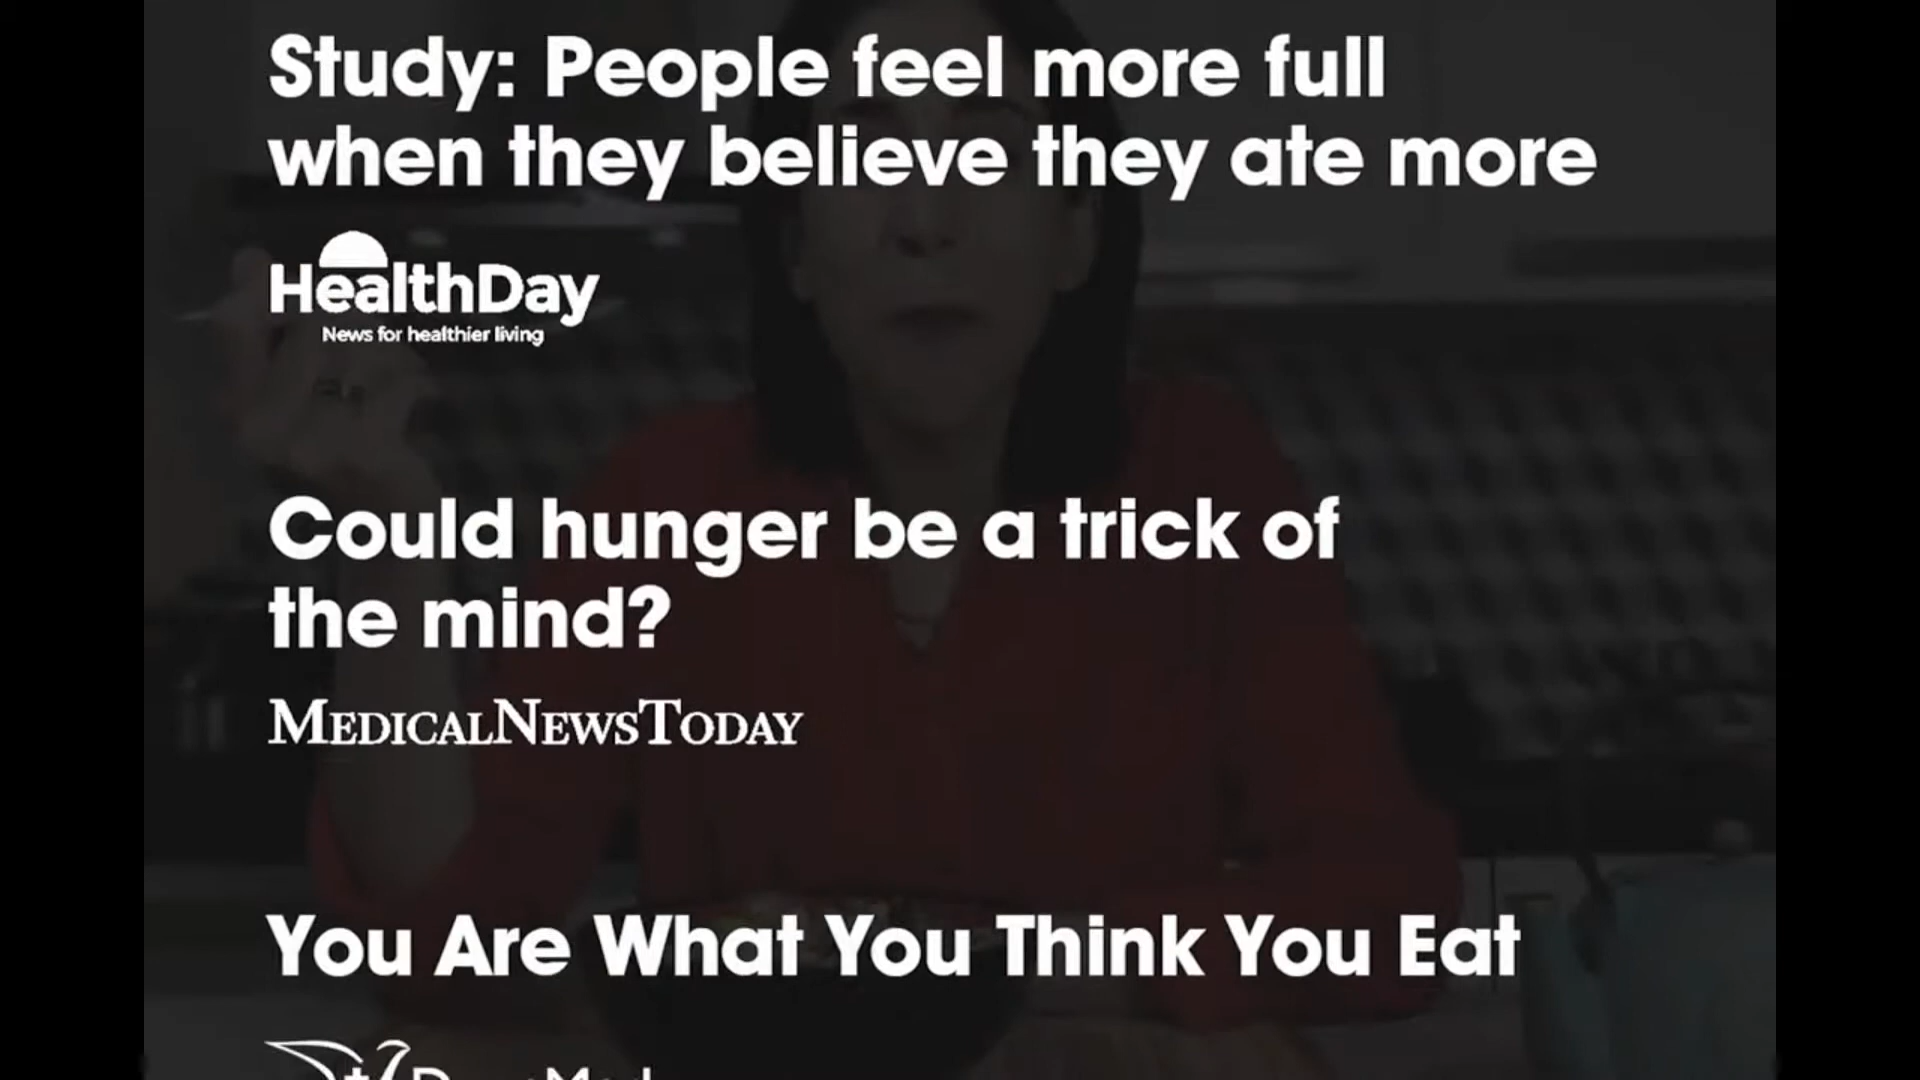 Study: People feel more full
when they believe they ate more
HealthDay
News for healthier living
Could hunger be a trick of
the mind?
MEDICALNEWSTODAY
You Are What You Think You Eat